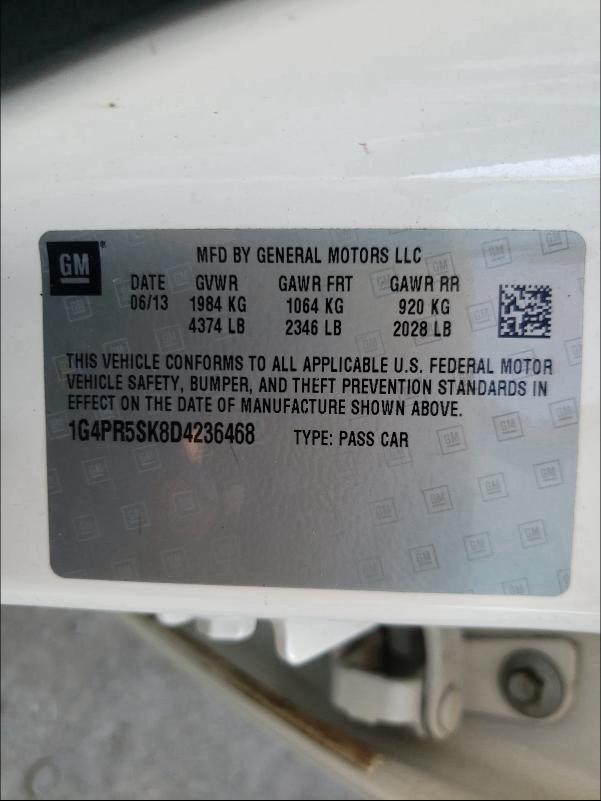 GM®
MFD BY GENERAL MOTORS LLC
DATE GVWR GAWR FRT GAWR RR
06/13 1984 KG 1064 KG 920 KG
4374 LB 2346 LB 2028 LB
THIS VEHICLE CONFORMS TO ALL APPLICABLE U.S. FEDERAL MOTOR
VEHICLE SAFETY, BUMPER, AND THEFT PREVENTION STANDARDS IN
EFFECT ON THE DATE OF MANUFACTURE SHOWN ABOVE.
1G4PR5SK8D4236468 TYPE: PASS CAR